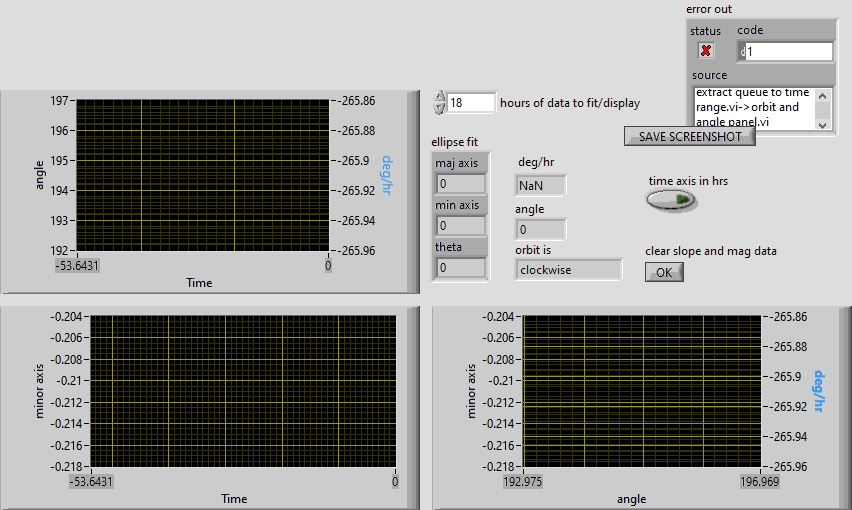 error out
status
code
d 1
source
extract queue to time
range.vi->orbit and
angle panel.vi
SAVE SCREENSHOT
18 hours of data to fit/display
ellipse fit
maj axis
0
min axis
0
theta
0
deg/hr
NaN
angle
0
orbit is
clockwise
time axis in hrs
clear slope and mag data
OK
197
196
195
194
193
192
angle
-265.86
-265.88
-265.9
-265.92
-265.94
-265.96
deg/hr
-53.6431
0
Time
-0.204
-0.206
-0.208
-0.21
-0.212
-0.214
-0.216
-0.218
minor axis
-53.6431
0
Time
-0.204
-0.206
-0.208
-0.21
-0.212
-0.214
-0.216
-0.218
minor axis
-265.86
-265.88
-265.9
-265.92
-265.94
-265.96
deg/hr
192.975
196.969
angle